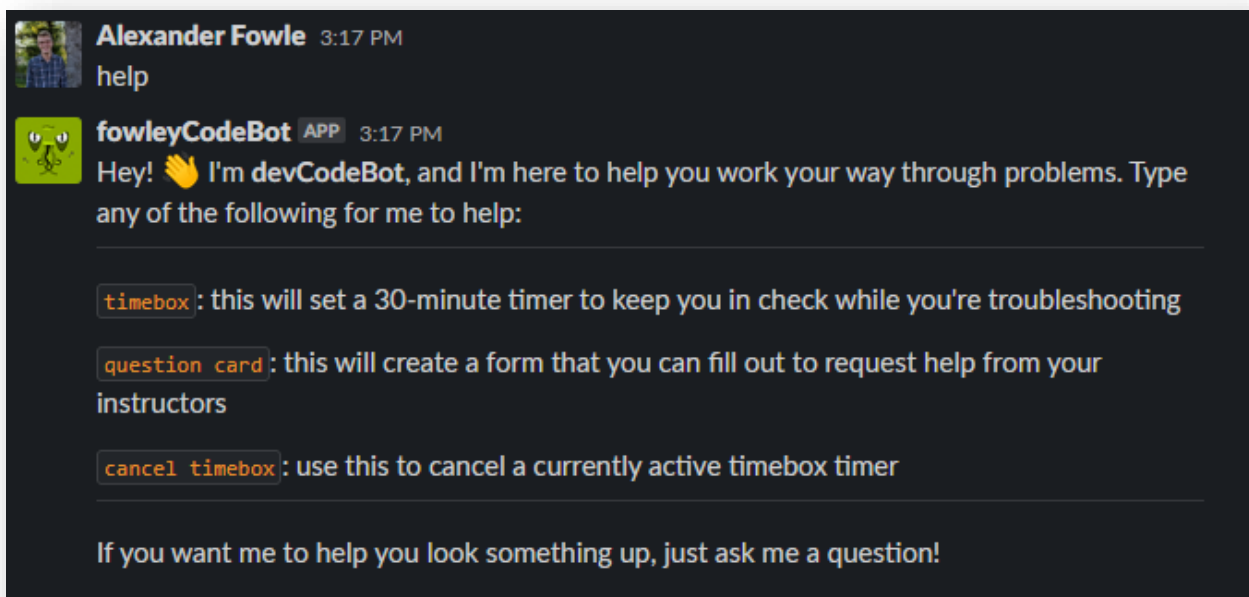 Alexander Fowle 3:17 PM
help
fowleyCodeBot APP 3:17 PM
Hey! 👋 I'm devCodeBot, and I'm here to help you work your way through problems. Type
any of the following for me to help:
timebox: this will set a 30-minute timer to keep you in check while you're troubleshooting
question card: this will create a form that you can fill out to request help from your
instructors
cancel timebox: use this to cancel a currently active timebox timer
If you want me to help you look something up, just ask me a question!